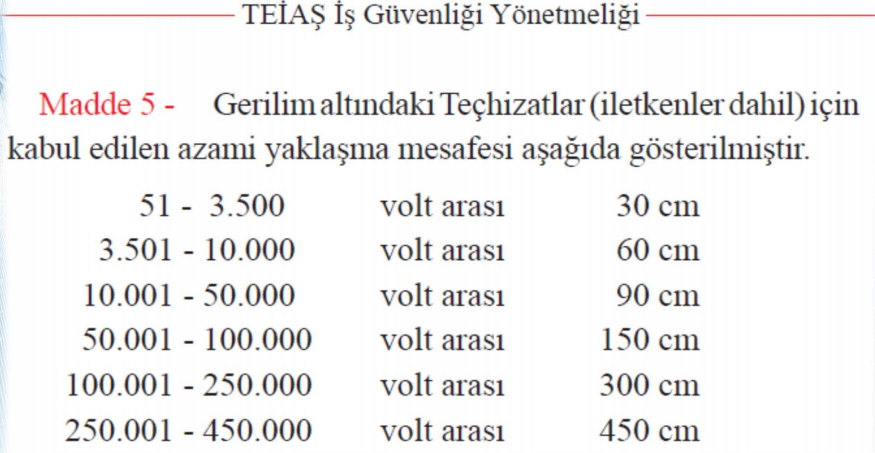 TEİAŞ İş Güvenliği Yönetmeliği
Madde 5 - Gerilim altındaki Teçhizatlar (iletkenler dahil) için
kabul edilen azami yaklaşma mesafesi aşağıda gösterilmiştir.
51 - 3.500 volt arası 30 cm
3.501 - 10.000 volt arası 60 cm
10.001 - 50.000 volt arası 90 cm
50.001 - 100.000 volt arası 150 cm
100.001 - 250.000 volt arası 300 cm
250.001 - 450.000 volt arası 450 cm